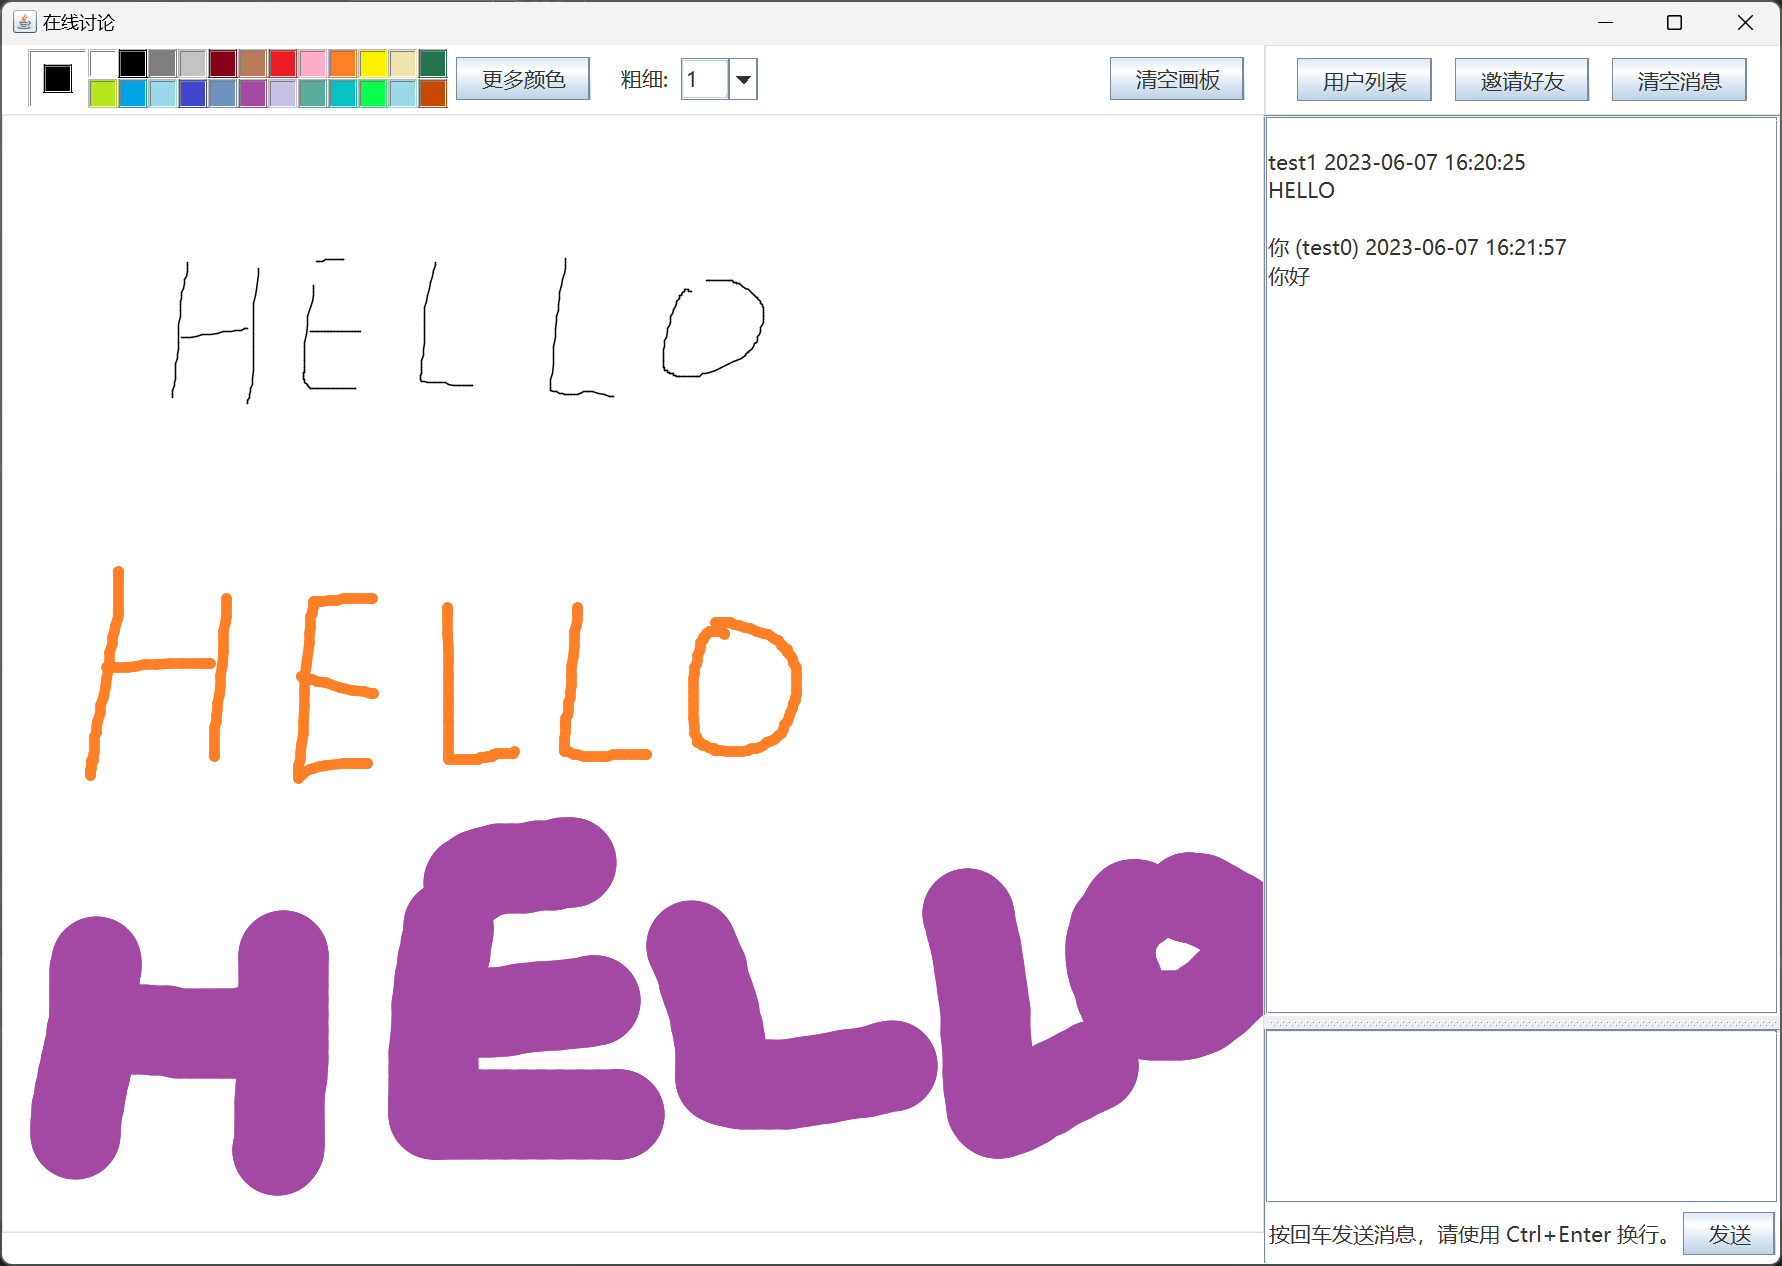 在线讨论
更多颜色 粗细: 1 清空画板 用户列表 邀请好友 清空消息
test1 2023-06-07 16:20:25
HELLO
你 (test0) 2023-06-07 16:21:57
你好
HELLO
HELLO
HELLO
按回车发送消息，请使用 Ctrl+Enter 换行。 发送